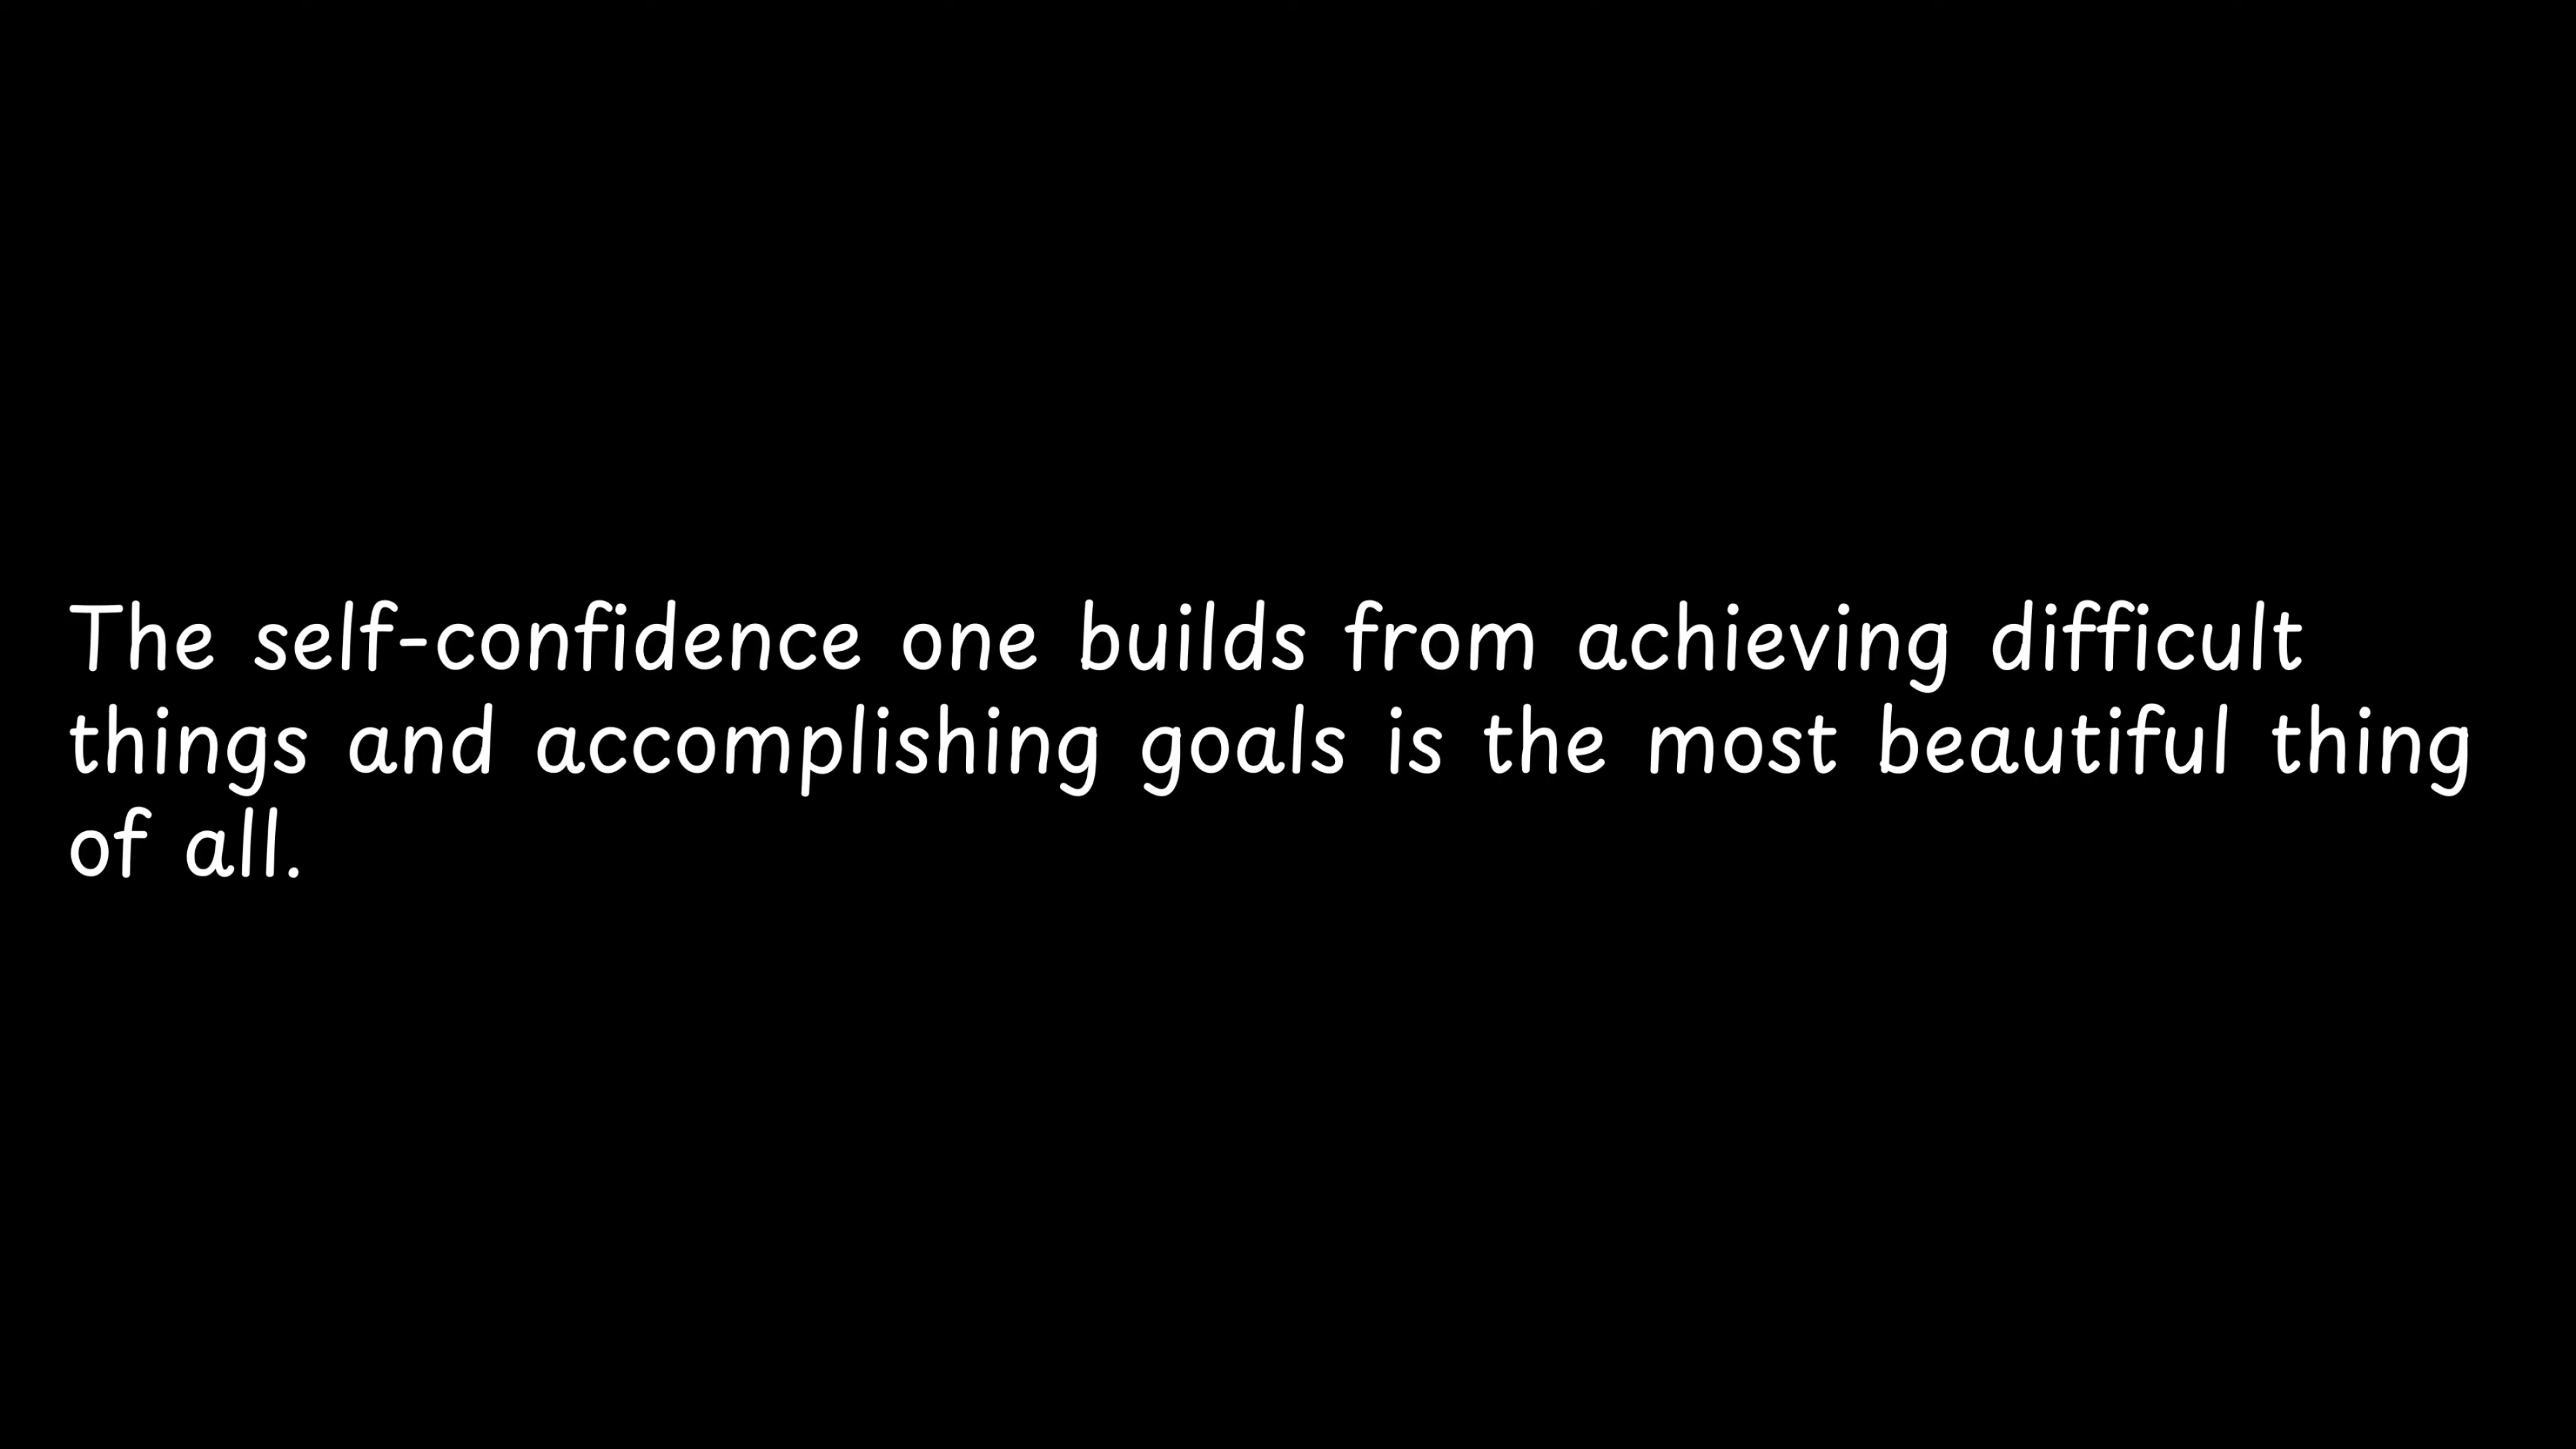 The self-confidence one builds from achieving difficult
things and accomplishing goals is the most beautiful thing
of all.